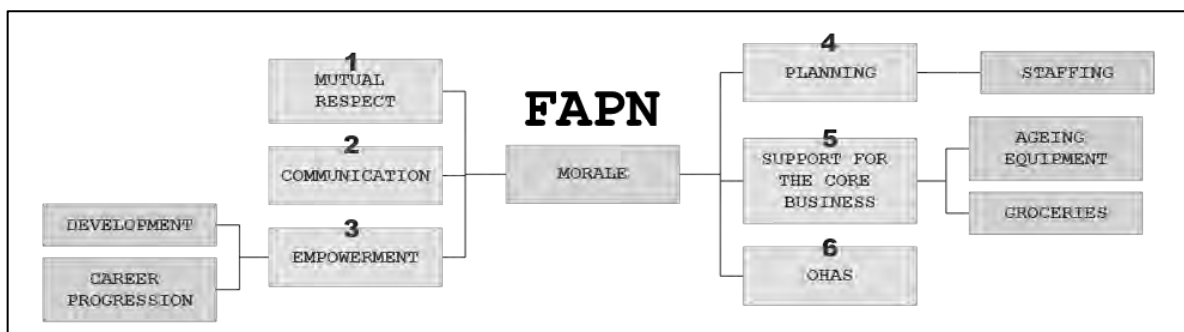 1
MUTUAL
RESPECT
2
COMMUNICATION
3
EMPOWERMENT
DEVELOPMENT
CAREER
PROGRESSION
FAPN
MORALE
4
PLANNING
STAFFING
5
SUPPORT FOR
THE CORE
BUSINESS
AGEING
EQUIPMENT
GROCERIES
6
OHAS